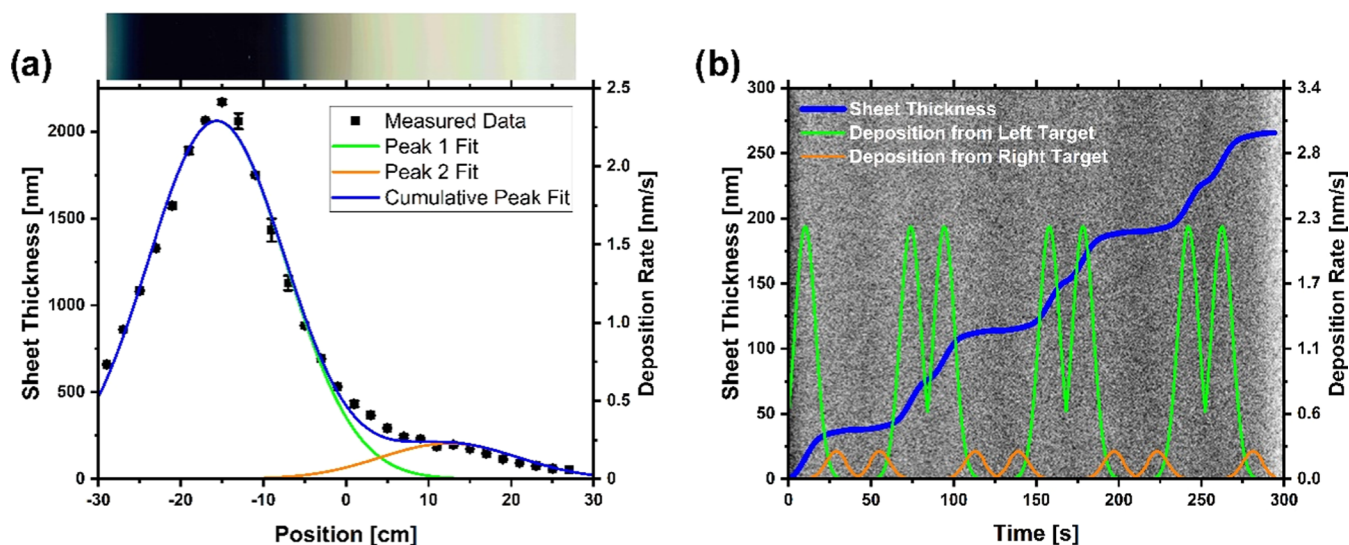 (a)
Sheet Thickness [nm]
2000
1500
1000
500
0
-30 -20 -10 0 10 20 30
Position [cm]
2.5
2.0
1.5
1.0
0.5
0.0
Deposition Rate [nm/s]
Measured Data
Peak 1 Fit
Peak 2 Fit
Cumulative Peak Fit
(b)
Sheet Thickness [nm]
300
250
200
150
100
50
0
0 50 100 150 200 250 300
Time [s]
3.4
2.8
2.3
1.7
1.1
0.6
0.0
Deposition Rate [nm/s]
Sheet Thickness
Deposition from Left Target
Deposition from Right Target